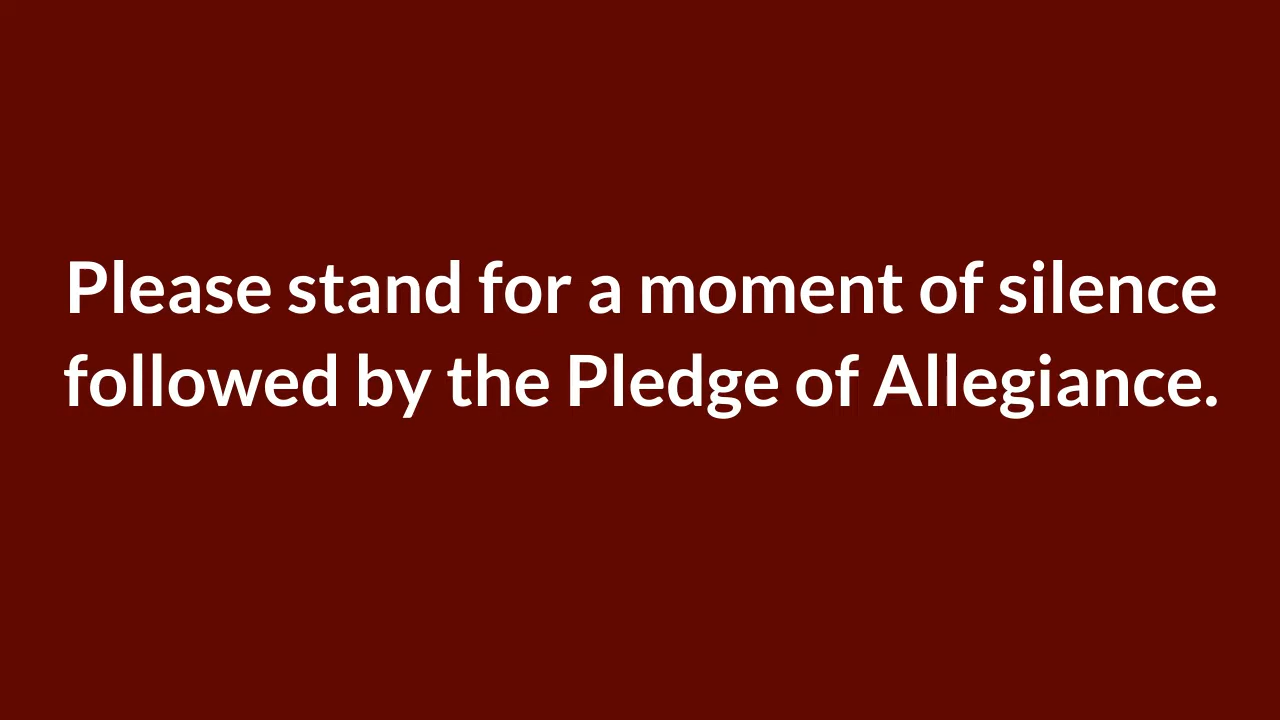 Please stand for a moment of silence
followed by the Pledge of Allegiance.